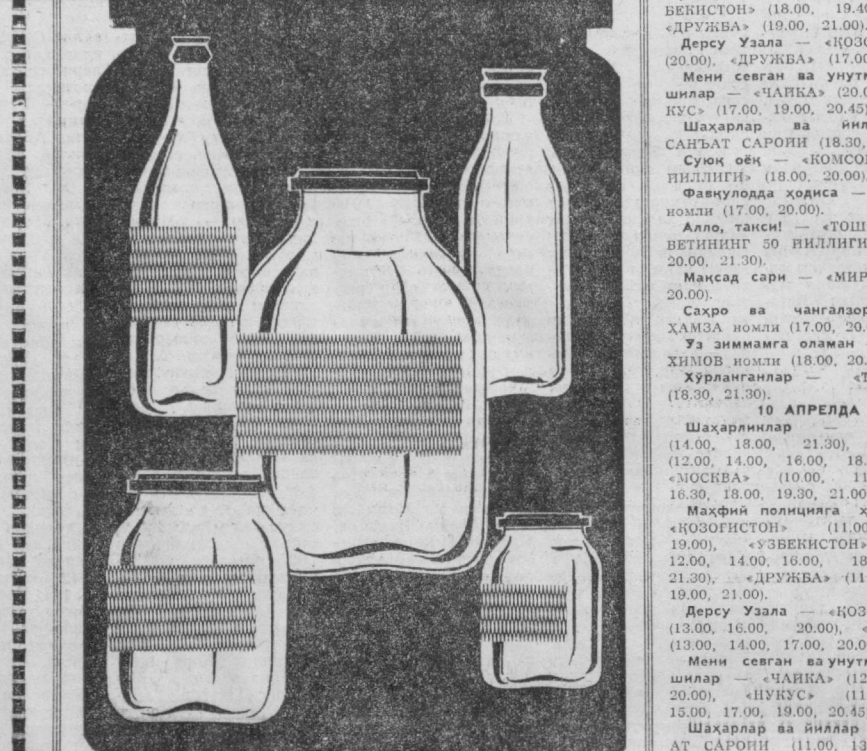 БЕКИСТОН» (18.00, 19.40
«ДРУЖБА» (19.00, 21.00).
Дерсу Узала — «ҚОЗО
(20.00), «ДРУЖБА» (17.00
Мени севган ва унутм
шилар — «ЧАЙКА» (20.0
КУС» (17.00, 19.00, 20.45)
Шаҳарлар ва йил
САНЪАТ САРОЙИ (18.30,
Суюқ оёқ — «КОМСО
ЙИЛЛИГИ» (18.00, 20.00)
Фавқулодда ҳодиса —
номли (17.00, 20.00).
Алло, такси! — «ТОШ
ВЕТИНИНГ 50 ЙИЛЛИГИ
20.00, 21.30).
Мақсад сари — «МИР
20.00).
Саҳро ва чангалзор
ҲАМЗА номли (17.00, 20.
Уз зиммамга оламан
ХИМОВ номли (18.00, 20.
Хўрланганлар — «Т
(18.30, 21.30).
10 АПРЕЛДА
Шаҳарликлар —
(14.00, 18.00, 21.30),
(12.00, 14.00, 16.00, 18.
«МОСКВА» (10.00, 11
16.30, 18.00, 19.30, 21.00
Махфий полицияга х
«ҚОЗОҒИСТОН» (11.00
19.00), «УЗБЕКИСТОН»
12.00, 14.00, 16.00, 18
21.30), «ДРУЖБА» (11
19.00, 21.00).
Дерсу Узала — «ҚОЗ
(13.00, 16.00, 20.00), «
(13.00, 14.00, 17.00, 20.0
Мени севган ва унутм
шилар — «ЧАЙКА» (12
20.00), «НУКУС» (11
15.00, 17.00, 19.00, 20.45
Шаҳарлар ва йиллар
АТ САРОЙИ (11.00, 13